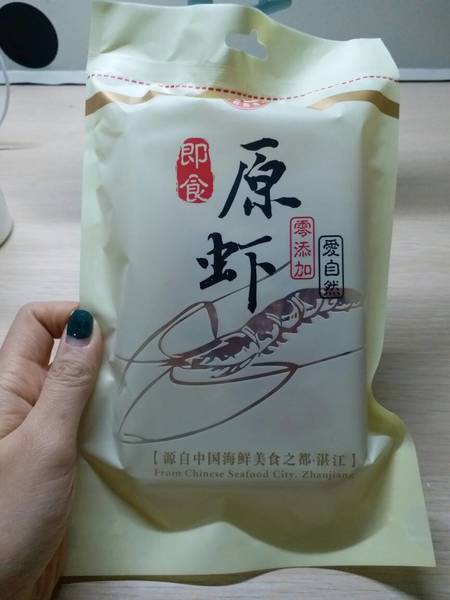 即食
原虾
零添加
爱自然
【源自中国海鲜美食之都·湛江】
From Chinese Seafood City, Zhanjiang